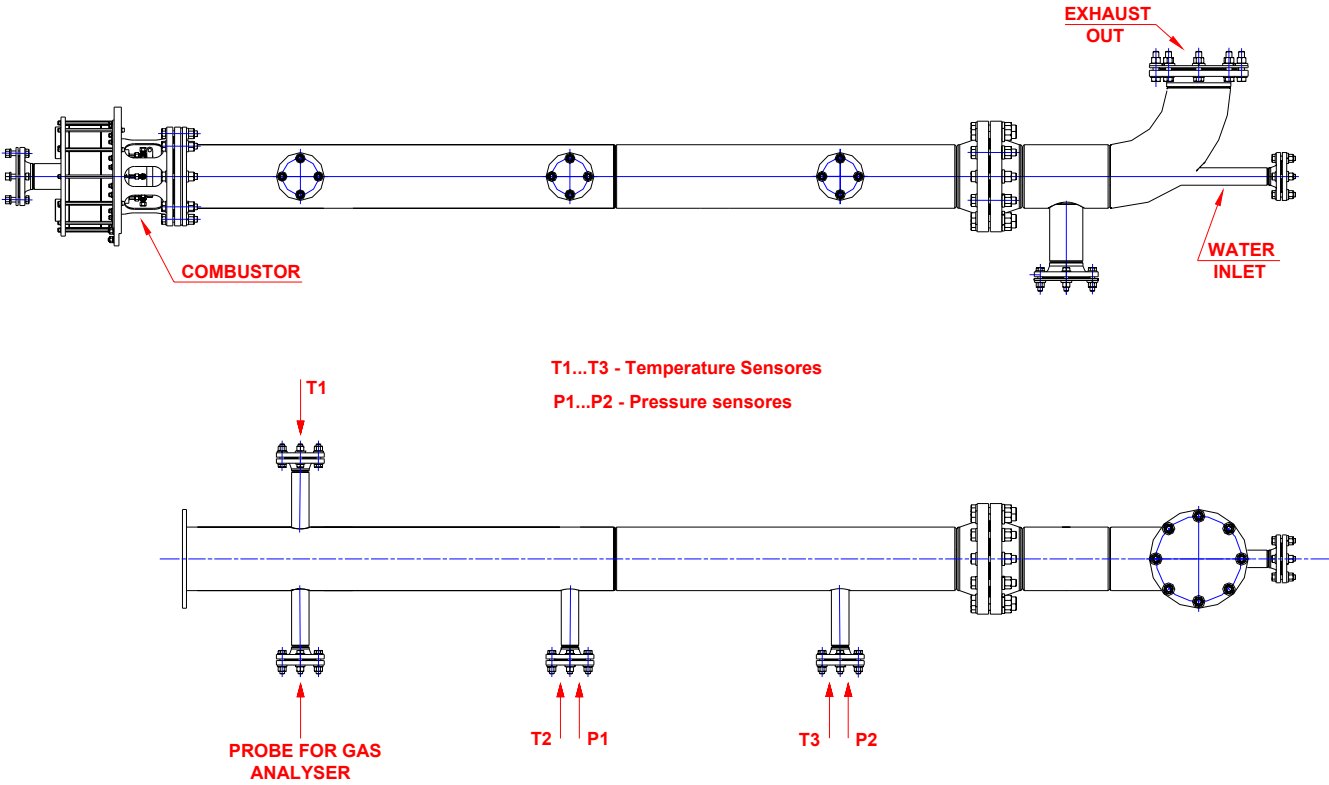 EXHAUST
OUT
COMBUSTOR
WATER
INLET
T1...T3 - Temperature Sensores
P1...P2 - Pressure sensores
T1
T2
P1
T3
P2
PROBE FOR GAS
ANALYSER